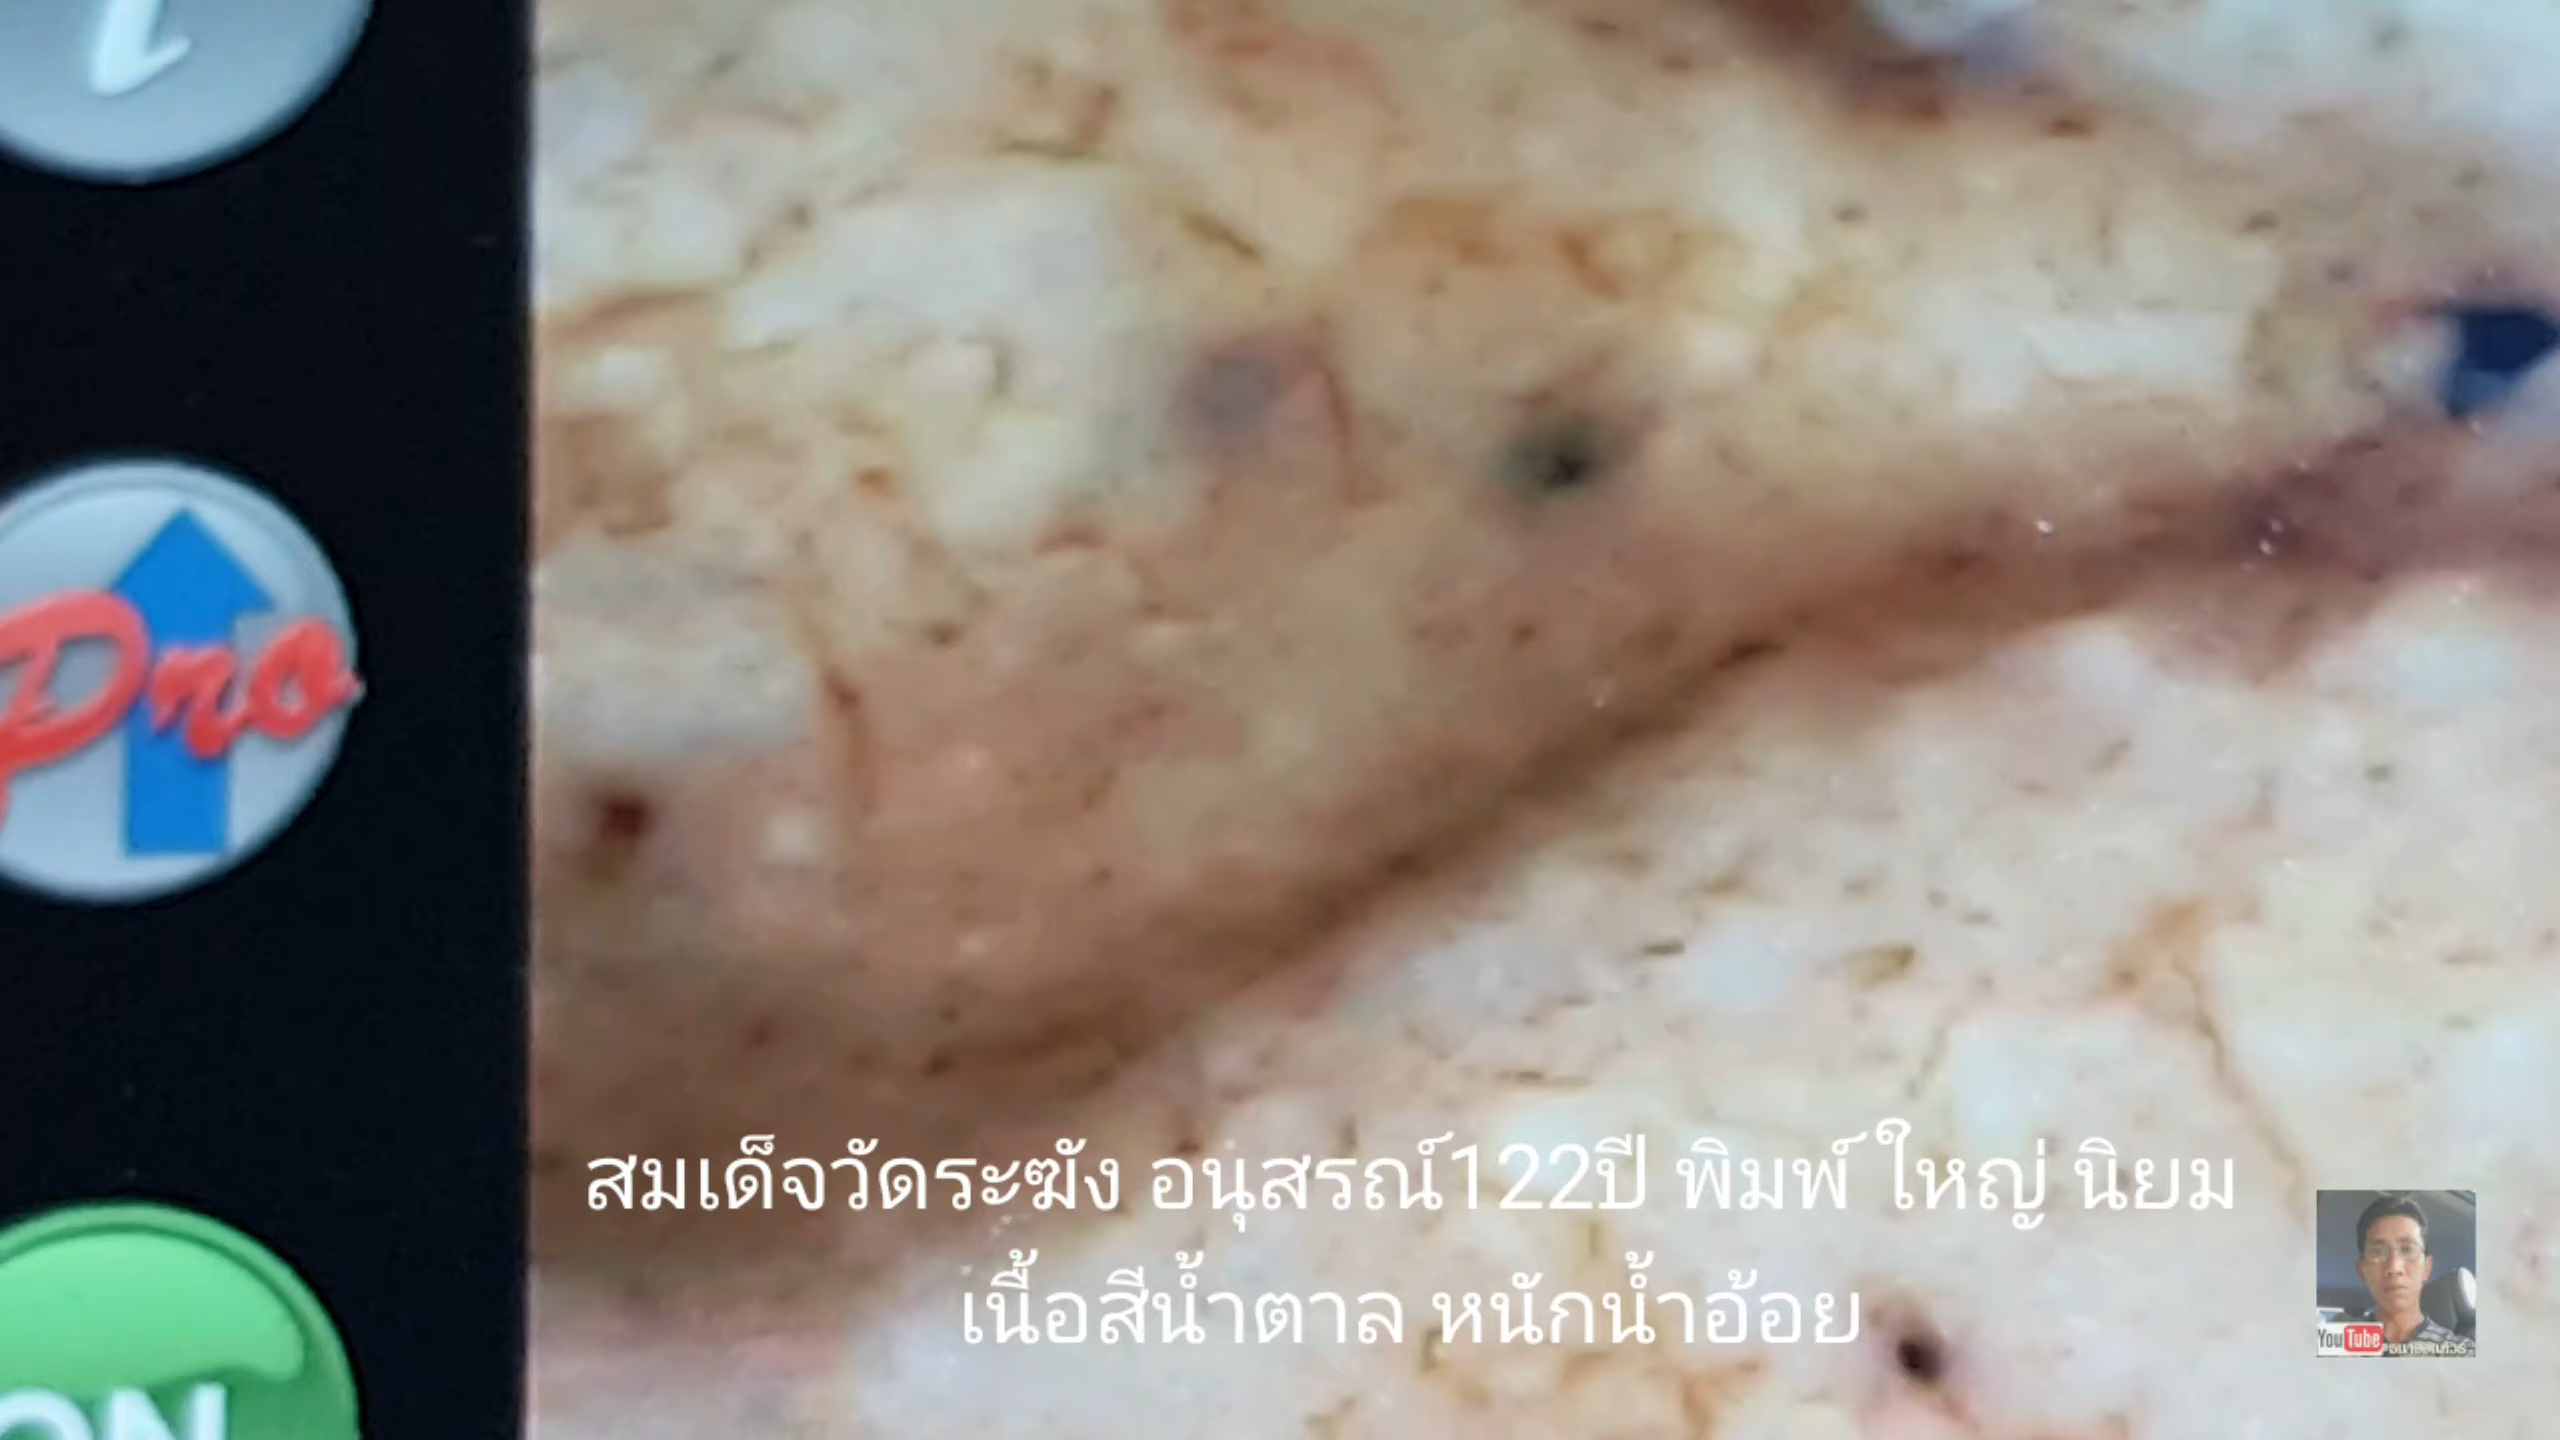 i
Pro
ON
สมเด็จวัดระฆัง อนุสรณ์122ปี พิมพ์ ใหญ่ นิยม
เนื้อสีน้ำตาล หนักน้ำอ้อย
YouTube